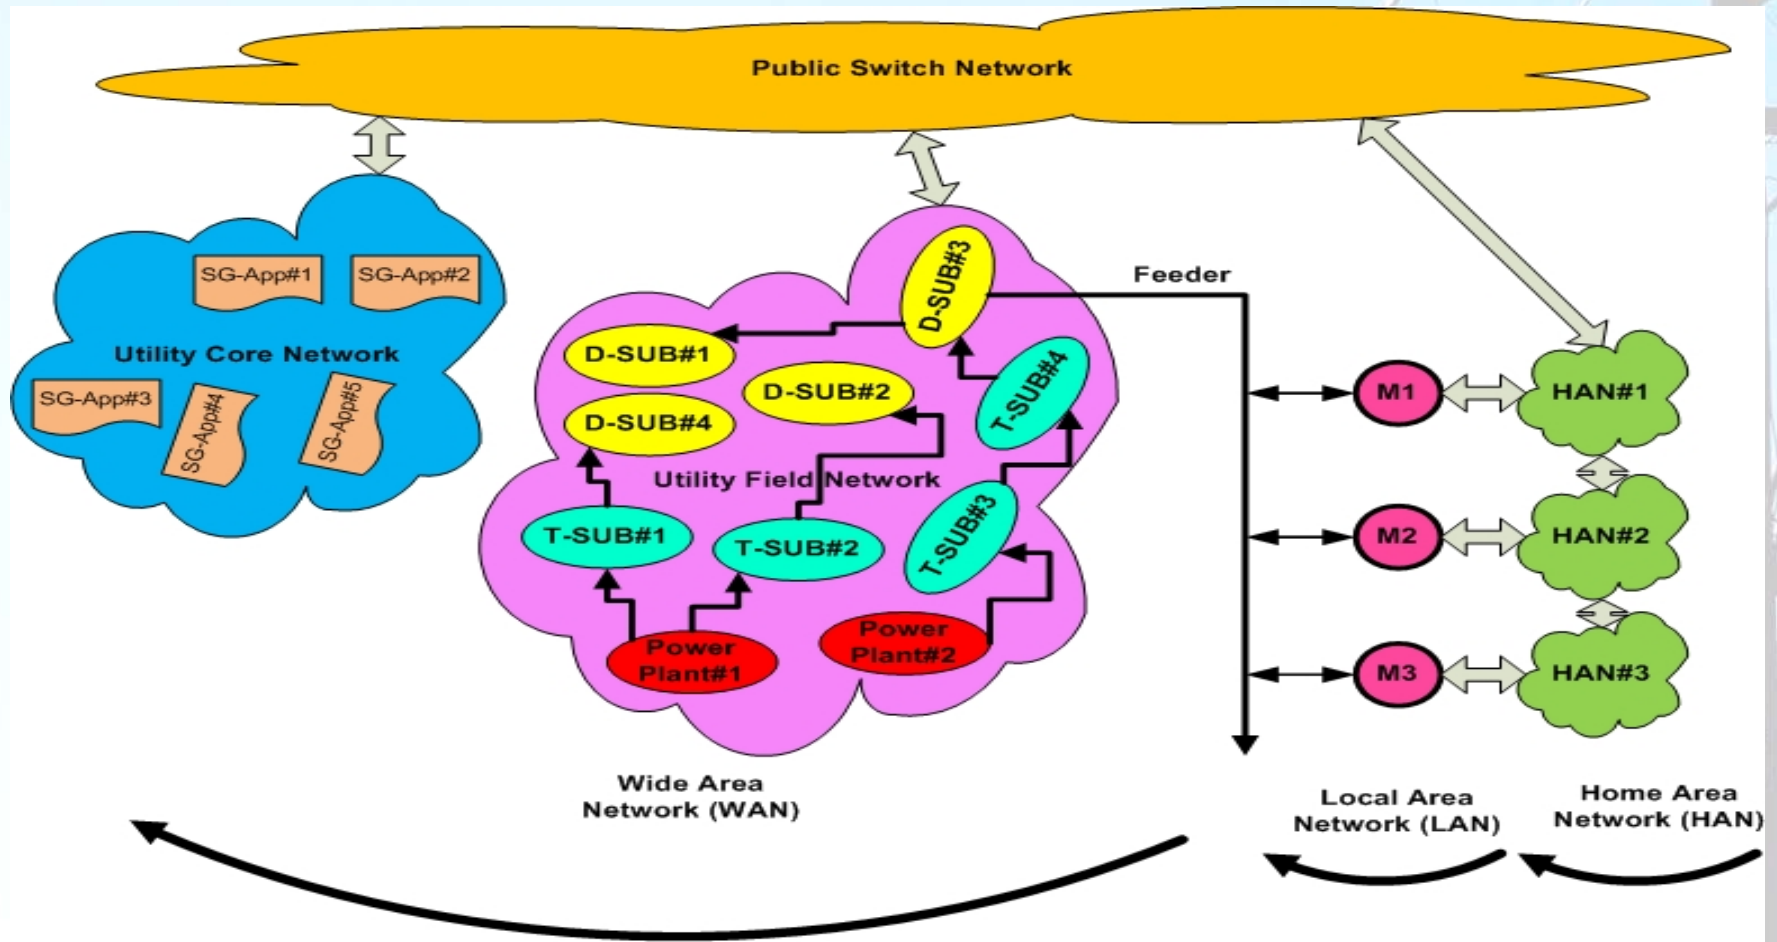 Public Switch Network
SG-App#1
SG-App#2
Utility Core Network
SG-App#3
SG-App#4
SG-App#5
D-SUB#3
Feeder
D-SUB#1
T-SUB#4
D-SUB#2
D-SUB#4
Utility Field Network
T-SUB#1
T-SUB#2
T-SUB#3
Power
Plant#1
Power
Plant#2
M1
HAN#1
M2
HAN#2
M3
HAN#3
Wide Area
Network (WAN)
Local Area
Network (LAN)
Home Area
Network (HAN)